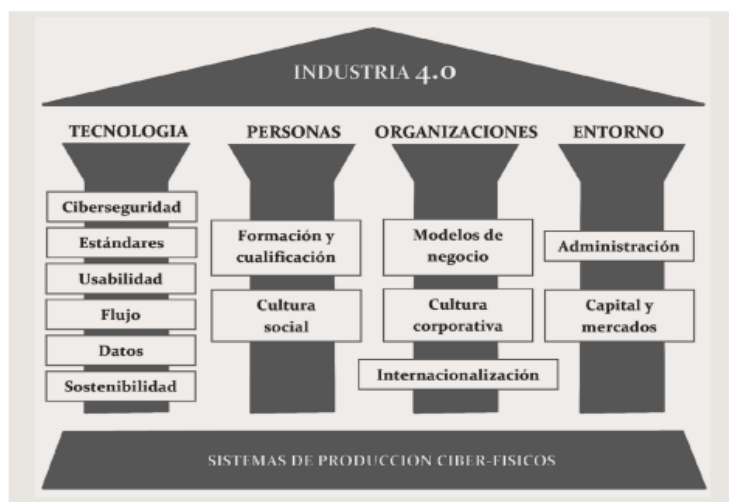 INDUSTRIA 4.0
TECNOLOGIA
Ciberseguridad
Estándares
Usabilidad
Flujo
Datos
Sostenibilidad
PERSONAS
Formación y
cualificación
Cultura
social
ORGANIZACIONES
Modelos de
negocio
Cultura
corporativa
Internacionalización
ENTORNO
Administración
Capital y
mercados
SISTEMAS DE PRODUCCION CIBER-FISICOS